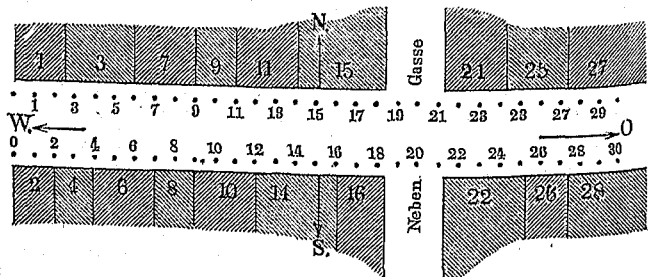 N.
1 3 7 9 11 15 Gasse 21 25 27
1 3 5 7 9 11 13 15 17 19 21 23 23 27 29
W. O
0 2 4 6 8 10 12 14 16 18 20 22 24 26 28 30
2 4 6 8 10 14 16 Neben. 22 26 28
S.